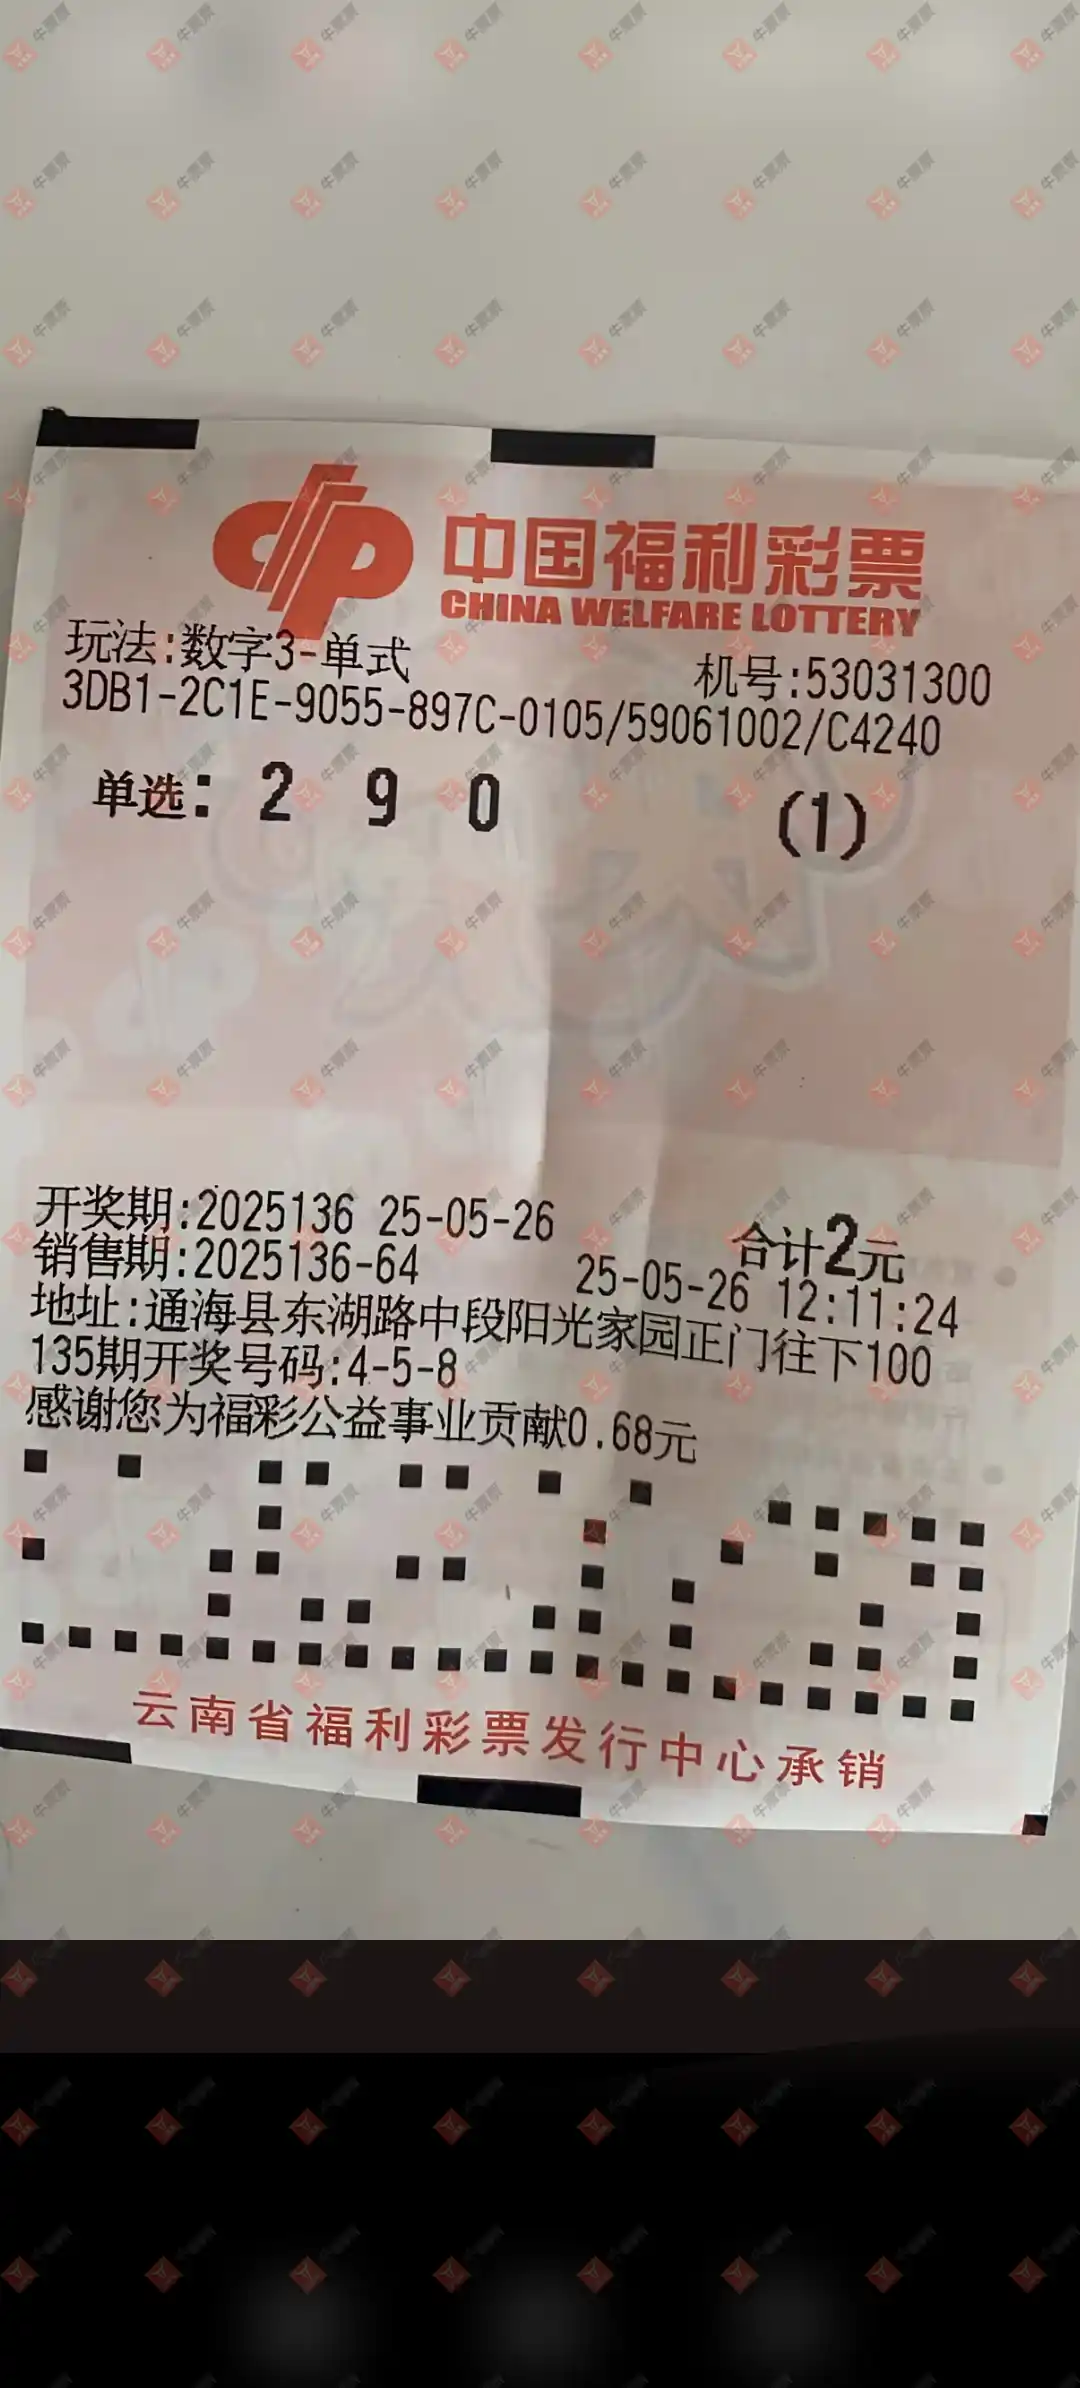 中国福利彩票
CHINA WELFARE LOTTERY
玩法:数字3-单式
机号:53031300
3DB1-2C1E-9055-897C-0105/59061002/C4240
单选: 2 9 0 (1)
开奖期:2025136 25-05-26
合计2元
销售期:2025136-64
25-05-26 12:11:24
地址:通海县东湖路中段阳光家园正门往下100
135期开奖号码:4-5-8
感谢您为福彩公益事业贡献0.68元
云南省福利彩票发行中心承销